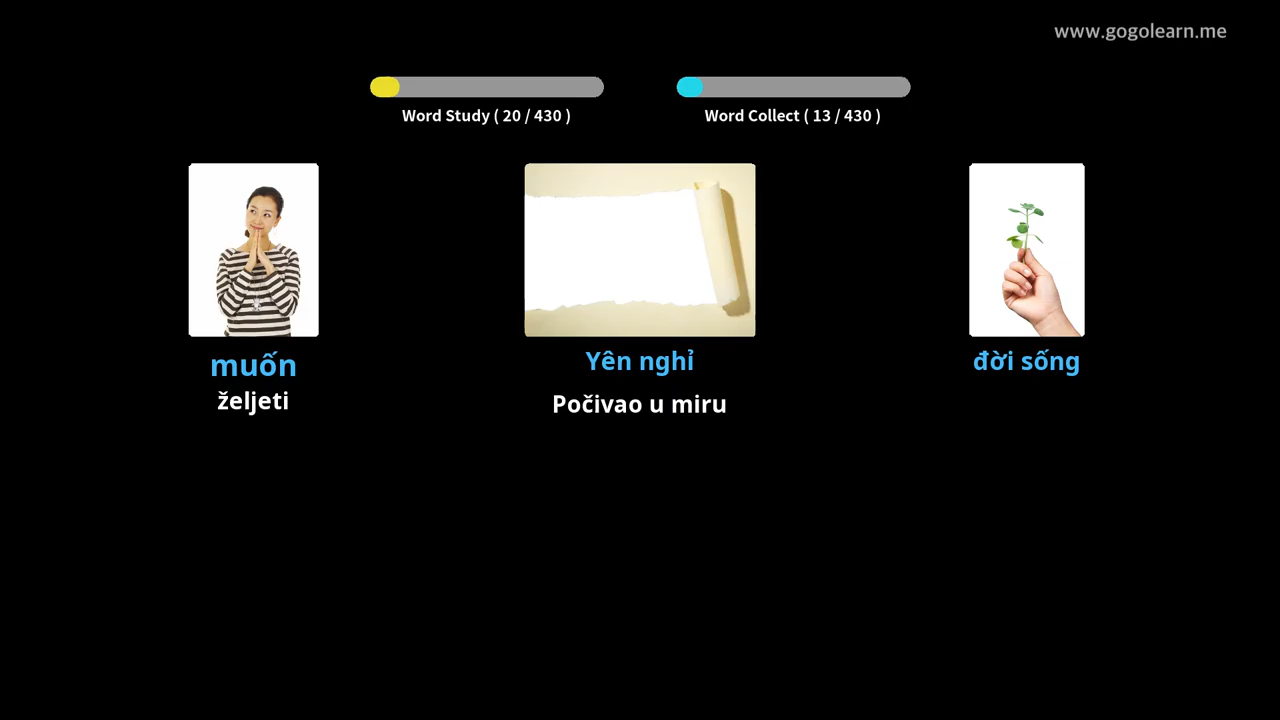 www.gogolearn.me
Word Study ( 20 / 430 )
Word Collect ( 13 / 430 )
muốn
željeti
Yên nghỉ
Počivao u miru
đời sống